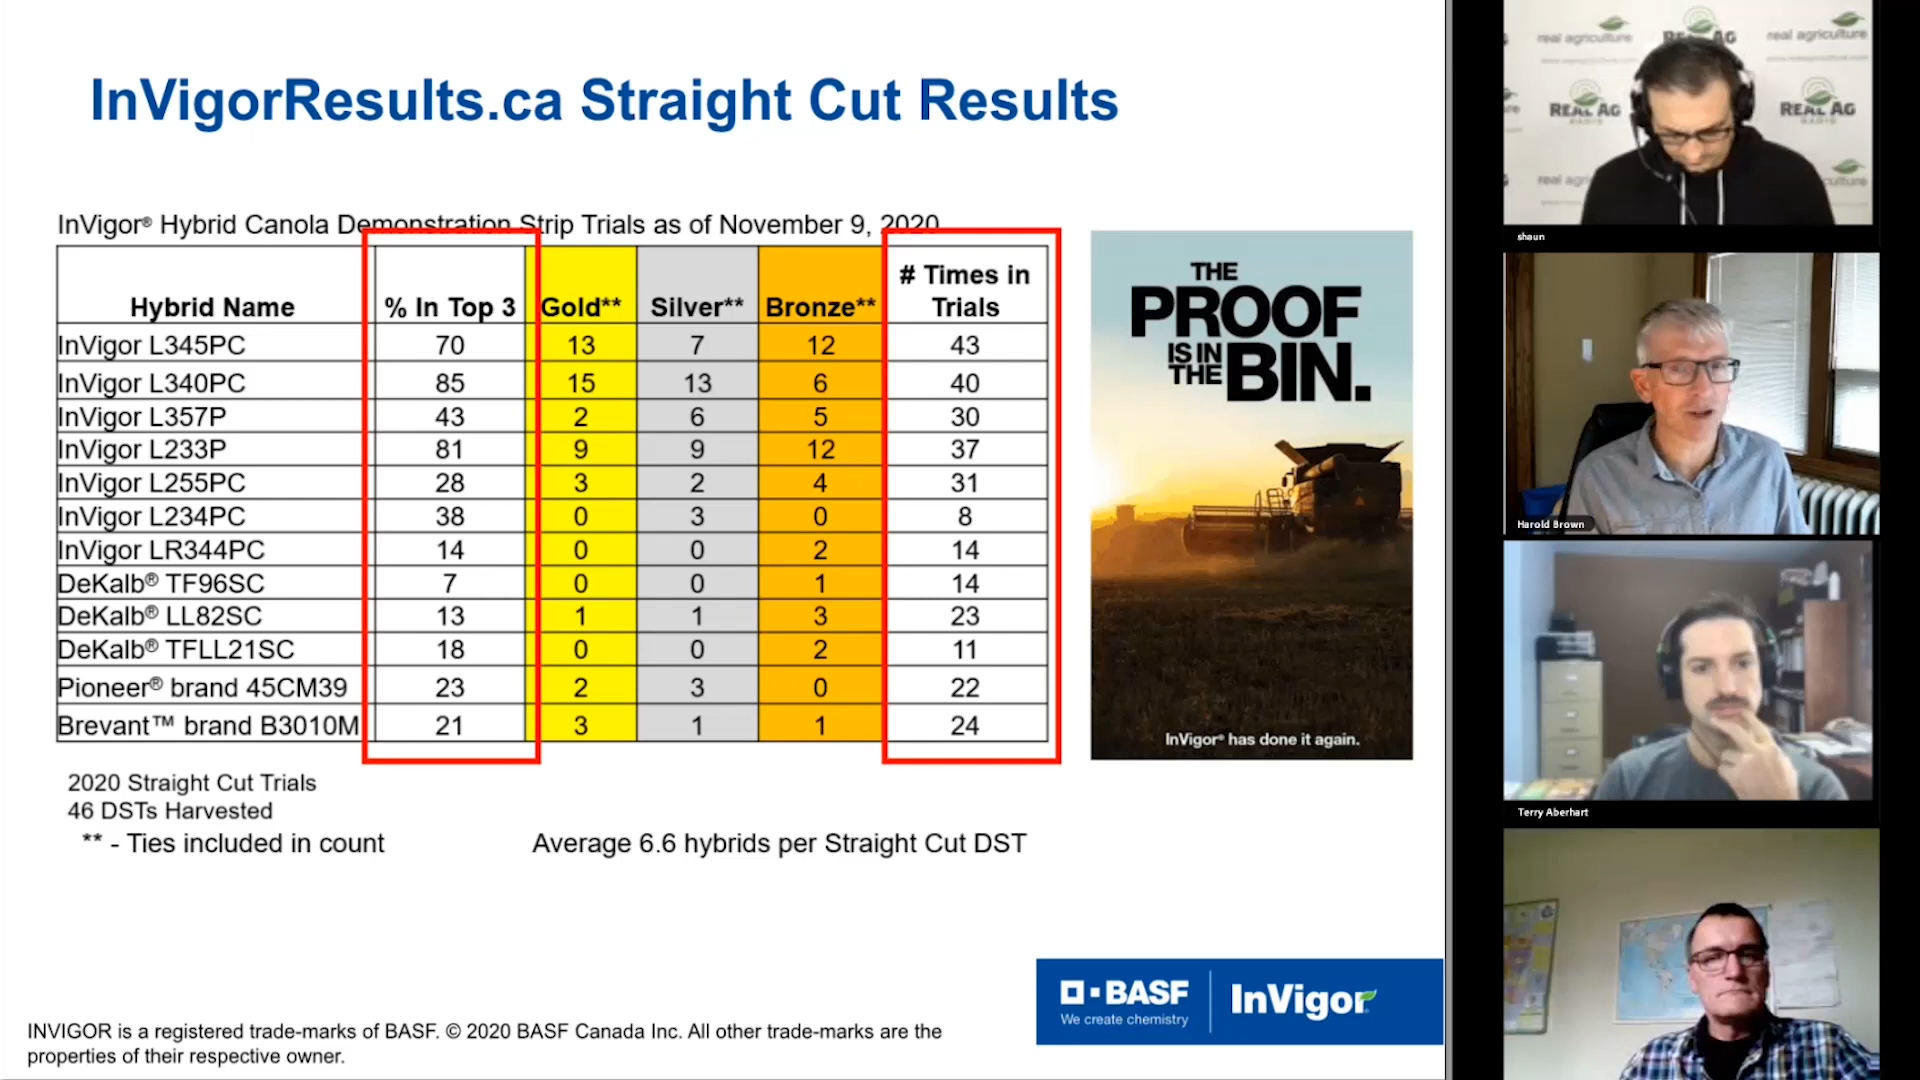 InVigorResults.ca Straight Cut Results
InVigor® Hybrid Canola Demonstration Strip Trials as of November 9, 2020
Hybrid Name % In Top 3 Gold** Silver** Bronze** # Times in Trials
InVigor L345PC 70 13 7 12 43
InVigor L340PC 85 15 13 6 40
InVigor L357P 43 2 6 5 30
InVigor L233P 81 9 9 12 37
InVigor L255PC 28 3 2 4 31
InVigor L234PC 38 0 3 0 8
InVigor LR344PC 14 0 0 2 14
DeKalb® TF96SC 7 0 0 1 14
DeKalb® LL82SC 13 1 1 3 23
DeKalb® TFLL21SC 18 0 0 2 11
Pioneer® brand 45CM39 23 2 3 0 22
Brevant™ brand B3010M 21 3 1 1 24
2020 Straight Cut Trials
46 DSTs Harvested
** - Ties included in count
Average 6.6 hybrids per Straight Cut DST
THE
PROOF
IS IN
THE BIN.
InVigor® has done it again.
BASF
We create chemistry
InVigor
INVIGOR is a registered trade-marks of BASF. © 2020 BASF Canada Inc. All other trade-marks are the
properties of their respective owner.
real agriculture
REAL AG
real agriculture
REAL AG
RADIO
REAL AG
RADIO
real
shaun
Harold Brown
Terry Aberhart